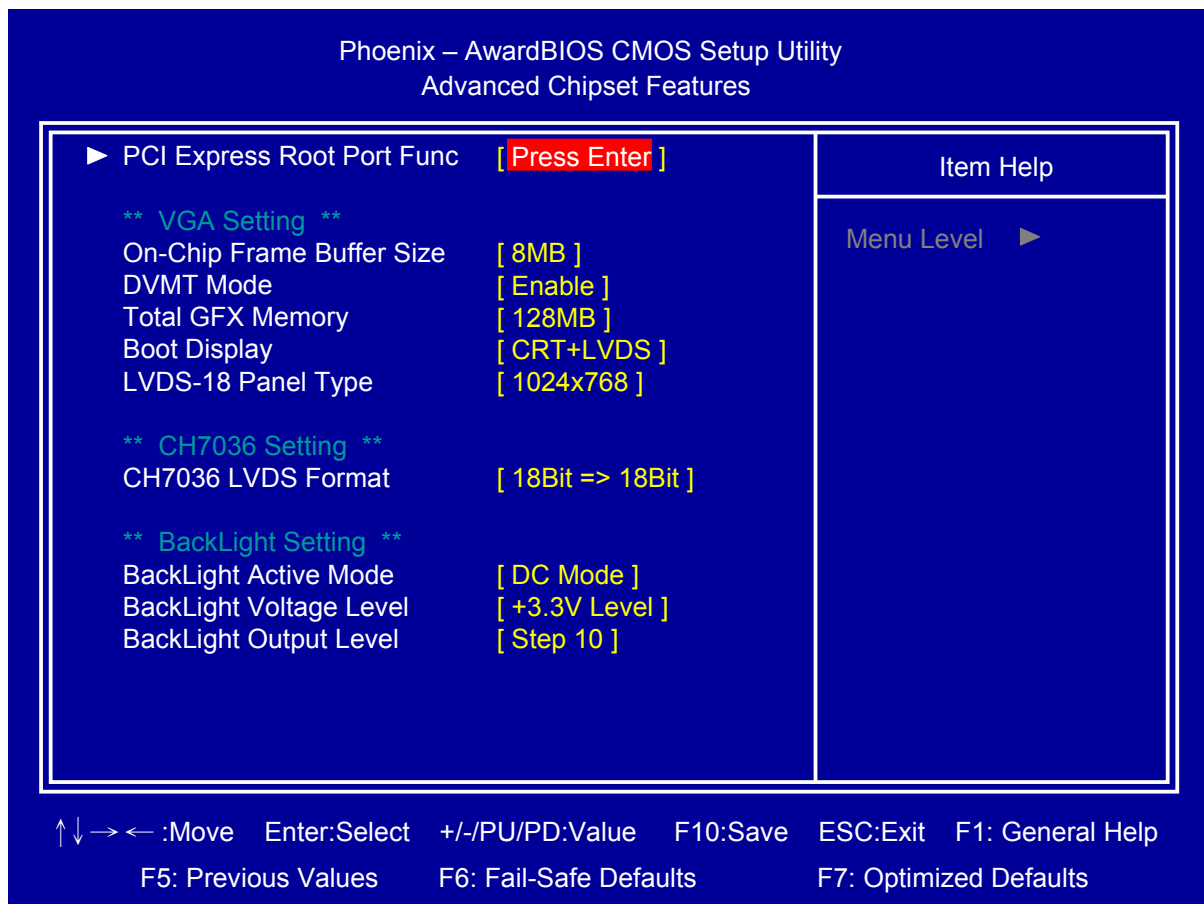 Phoenix – AwardBIOS CMOS Setup Utility
Advanced Chipset Features
► PCI Express Root Port Func [ Press Enter ]
** VGA Setting **
On-Chip Frame Buffer Size [ 8MB ]
DVMT Mode [ Enable ]
Total GFX Memory [ 128MB ]
Boot Display [ CRT+LVDS ]
LVDS-18 Panel Type [ 1024x768 ]
** CH7036 Setting **
CH7036 LVDS Format [ 18Bit => 18Bit ]
** BackLight Setting **
BackLight Active Mode [ DC Mode ]
BackLight Voltage Level [ +3.3V Level ]
BackLight Output Level [ Step 10 ]
Item Help
Menu Level ►
↑↓→← :Move Enter:Select +/-/PU/PD:Value F10:Save ESC:Exit F1: General Help
F5: Previous Values F6: Fail-Safe Defaults F7: Optimized Defaults